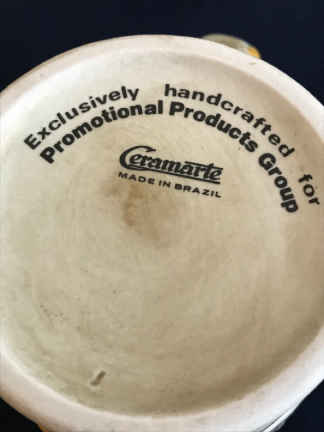 Exclusively handcrafted for
Promotional Products Group
Ceramarte
MADE IN BRAZIL